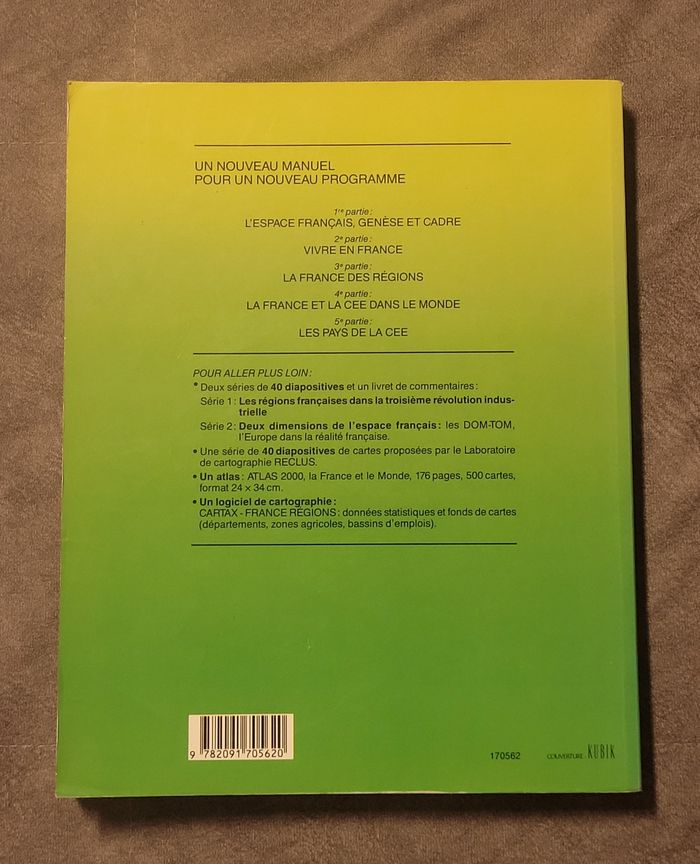 UN NOUVEAU MANUEL
POUR UN NOUVEAU PROGRAMME
1re partie :
L'ESPACE FRANÇAIS, GENÈSE ET CADRE
2e partie :
VIVRE EN FRANCE
3e partie :
LA FRANCE DES RÉGIONS
4e partie :
LA FRANCE ET LA CEE DANS LE MONDE
5e partie :
LES PAYS DE LA CEE
POUR ALLER PLUS LOIN :
• Deux séries de 40 diapositives et un livret de commentaires :
Série 1 : Les régions françaises dans la troisième révolution indus-
trielle
Série 2 : Deux dimensions de l'espace français : les DOM-TOM,
l'Europe dans la réalité française.
• Une série de 40 diapositives de cartes proposées par le Laboratoire
de cartographie RECLUS.
• Un atlas : ATLAS 2000, la France et le Monde, 176 pages, 500 cartes,
format 24 × 34 cm.
• Un logiciel de cartographie :
CARTAX - FRANCE RÉGIONS : données statistiques et fonds de cartes
(départements, zones agricoles, bassins d'emplois).
9 782091 705620
170562
COUVERTURE KUBIK